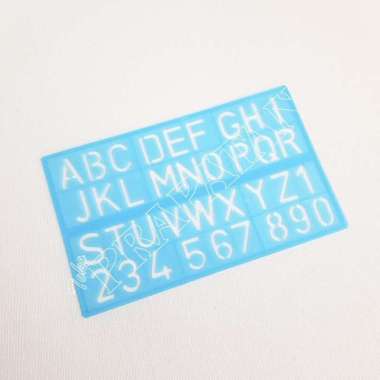 ABC DEF GHI
JKL MNO PQR
STUVWXYZ1
234 567 890